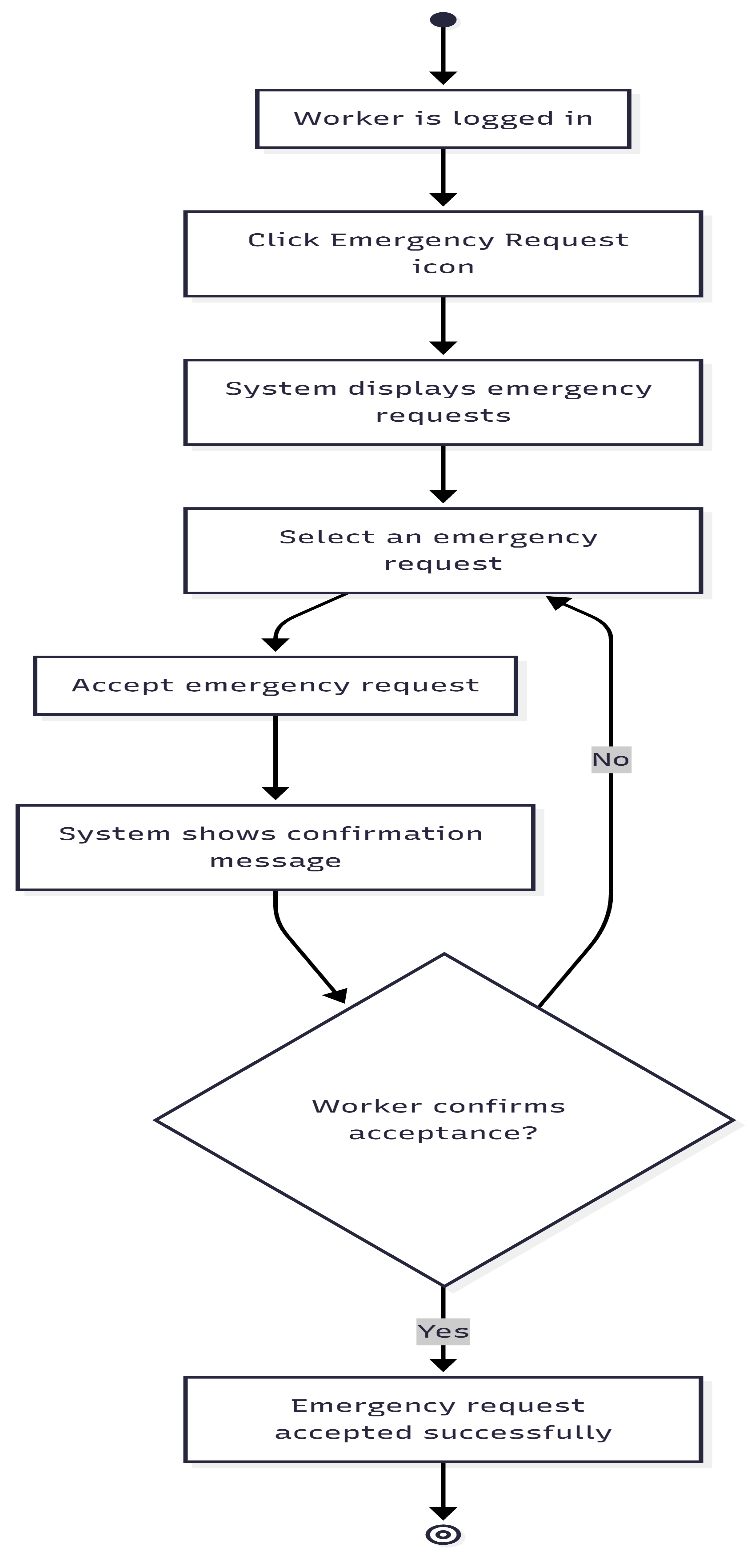 Worker is logged in
Click Emergency Request
icon
System displays emergency
requests
Select an emergency
request
Accept emergency request
No
System shows confirmation
message
Worker confirms
acceptance?
Yes
Emergency request
accepted successfully